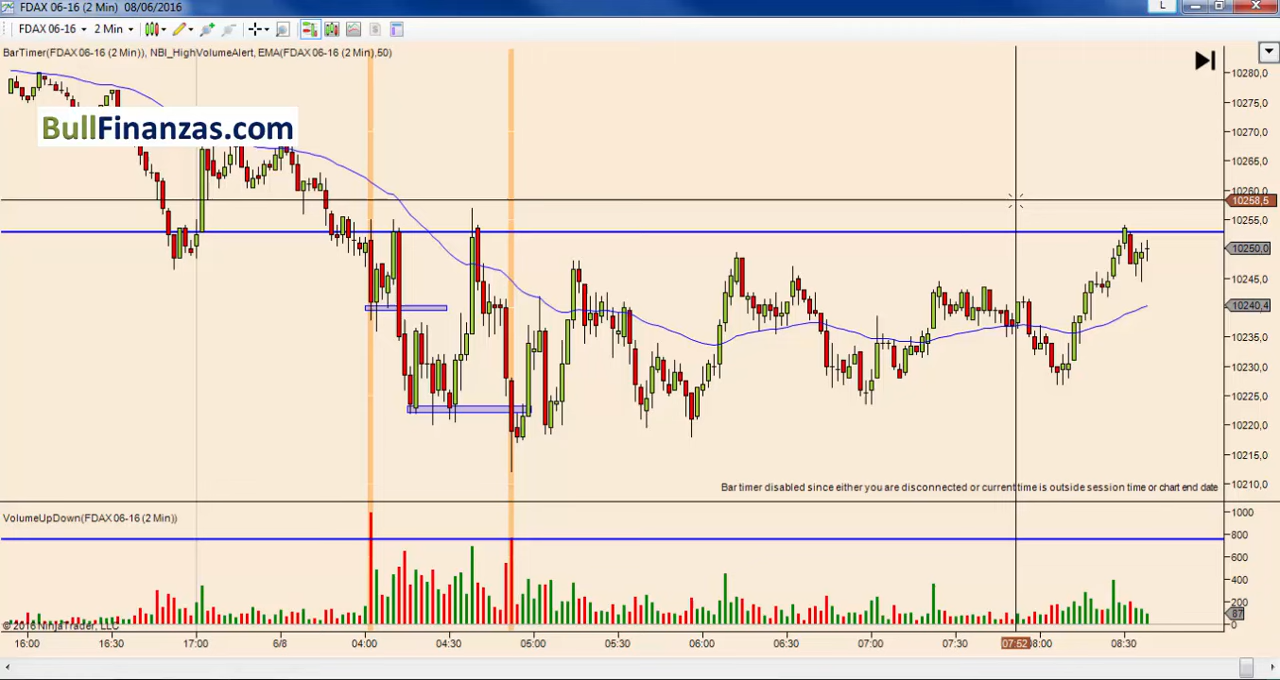 FDAX 06-16 (2 Min)  08/06/2016
L
FDAX 06-16  2 Min
BarTimer(FDAX 06-16 (2 Min)), NBI_HighVolumeAlert, EMA(FDAX 06-16 (2 Min),50)
BullFinanzas.com
10280,0
10275,0
10270,0
10265,0
10260,0
10258,5
10255,0
10250,0
10245,0
10240,4
10235,0
10230,0
10225,0
10220,0
10215,0
10210,0
Bar timer disabled since either you are disconnected or current time is outside session time or chart end date
VolumeUpDown(FDAX 06-16 (2 Min))
1000
800
600
400
200
87
0
© 2016 NinjaTrader, LLC
16:00 16:30 17:00 6/8 04:00 04:30 05:00 05:30 06:00 06:30 07:00 07:30 07:52 08:00 08:30